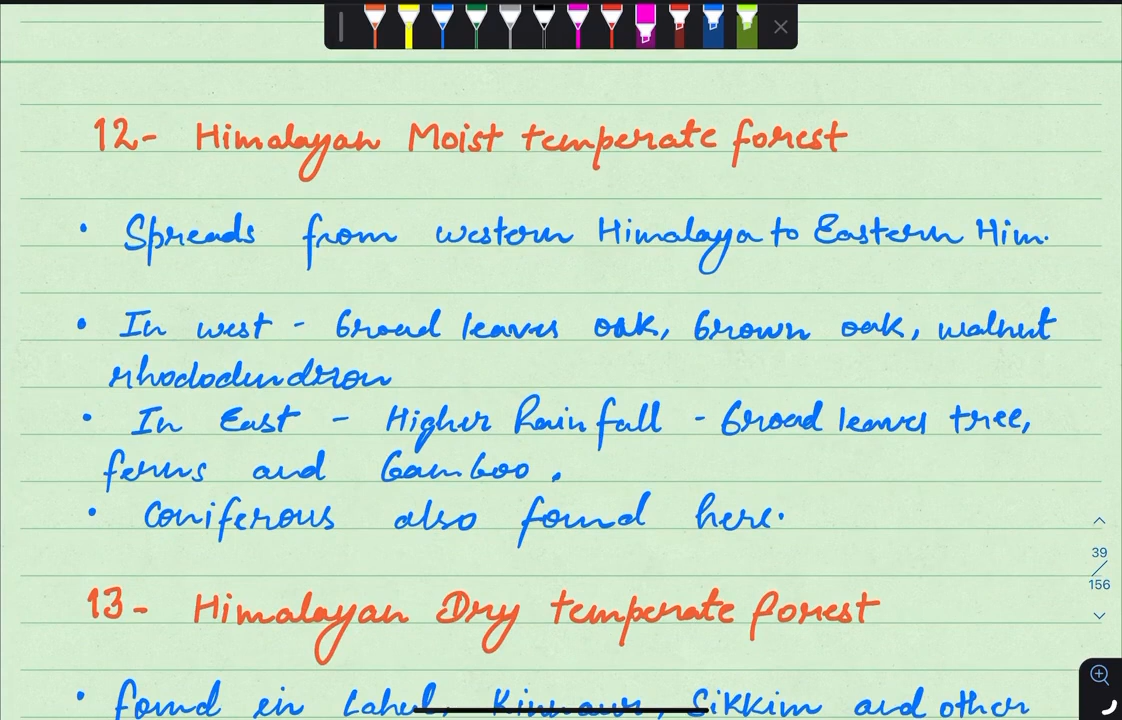 12- Himalayan Moist temperate forest
• Spreads from western Himalaya to Eastern Him.
• In west - broad leaves oak, brown oak, walnut
rhododendron
• In East - Higher Rainfall - broad leaves tree,
ferns and bamboo.
• Coniferous also found here.
39
/
156
13- Himalayan Dry temperate forest
• found in Lahul, Kinnaur, Sikkim and other